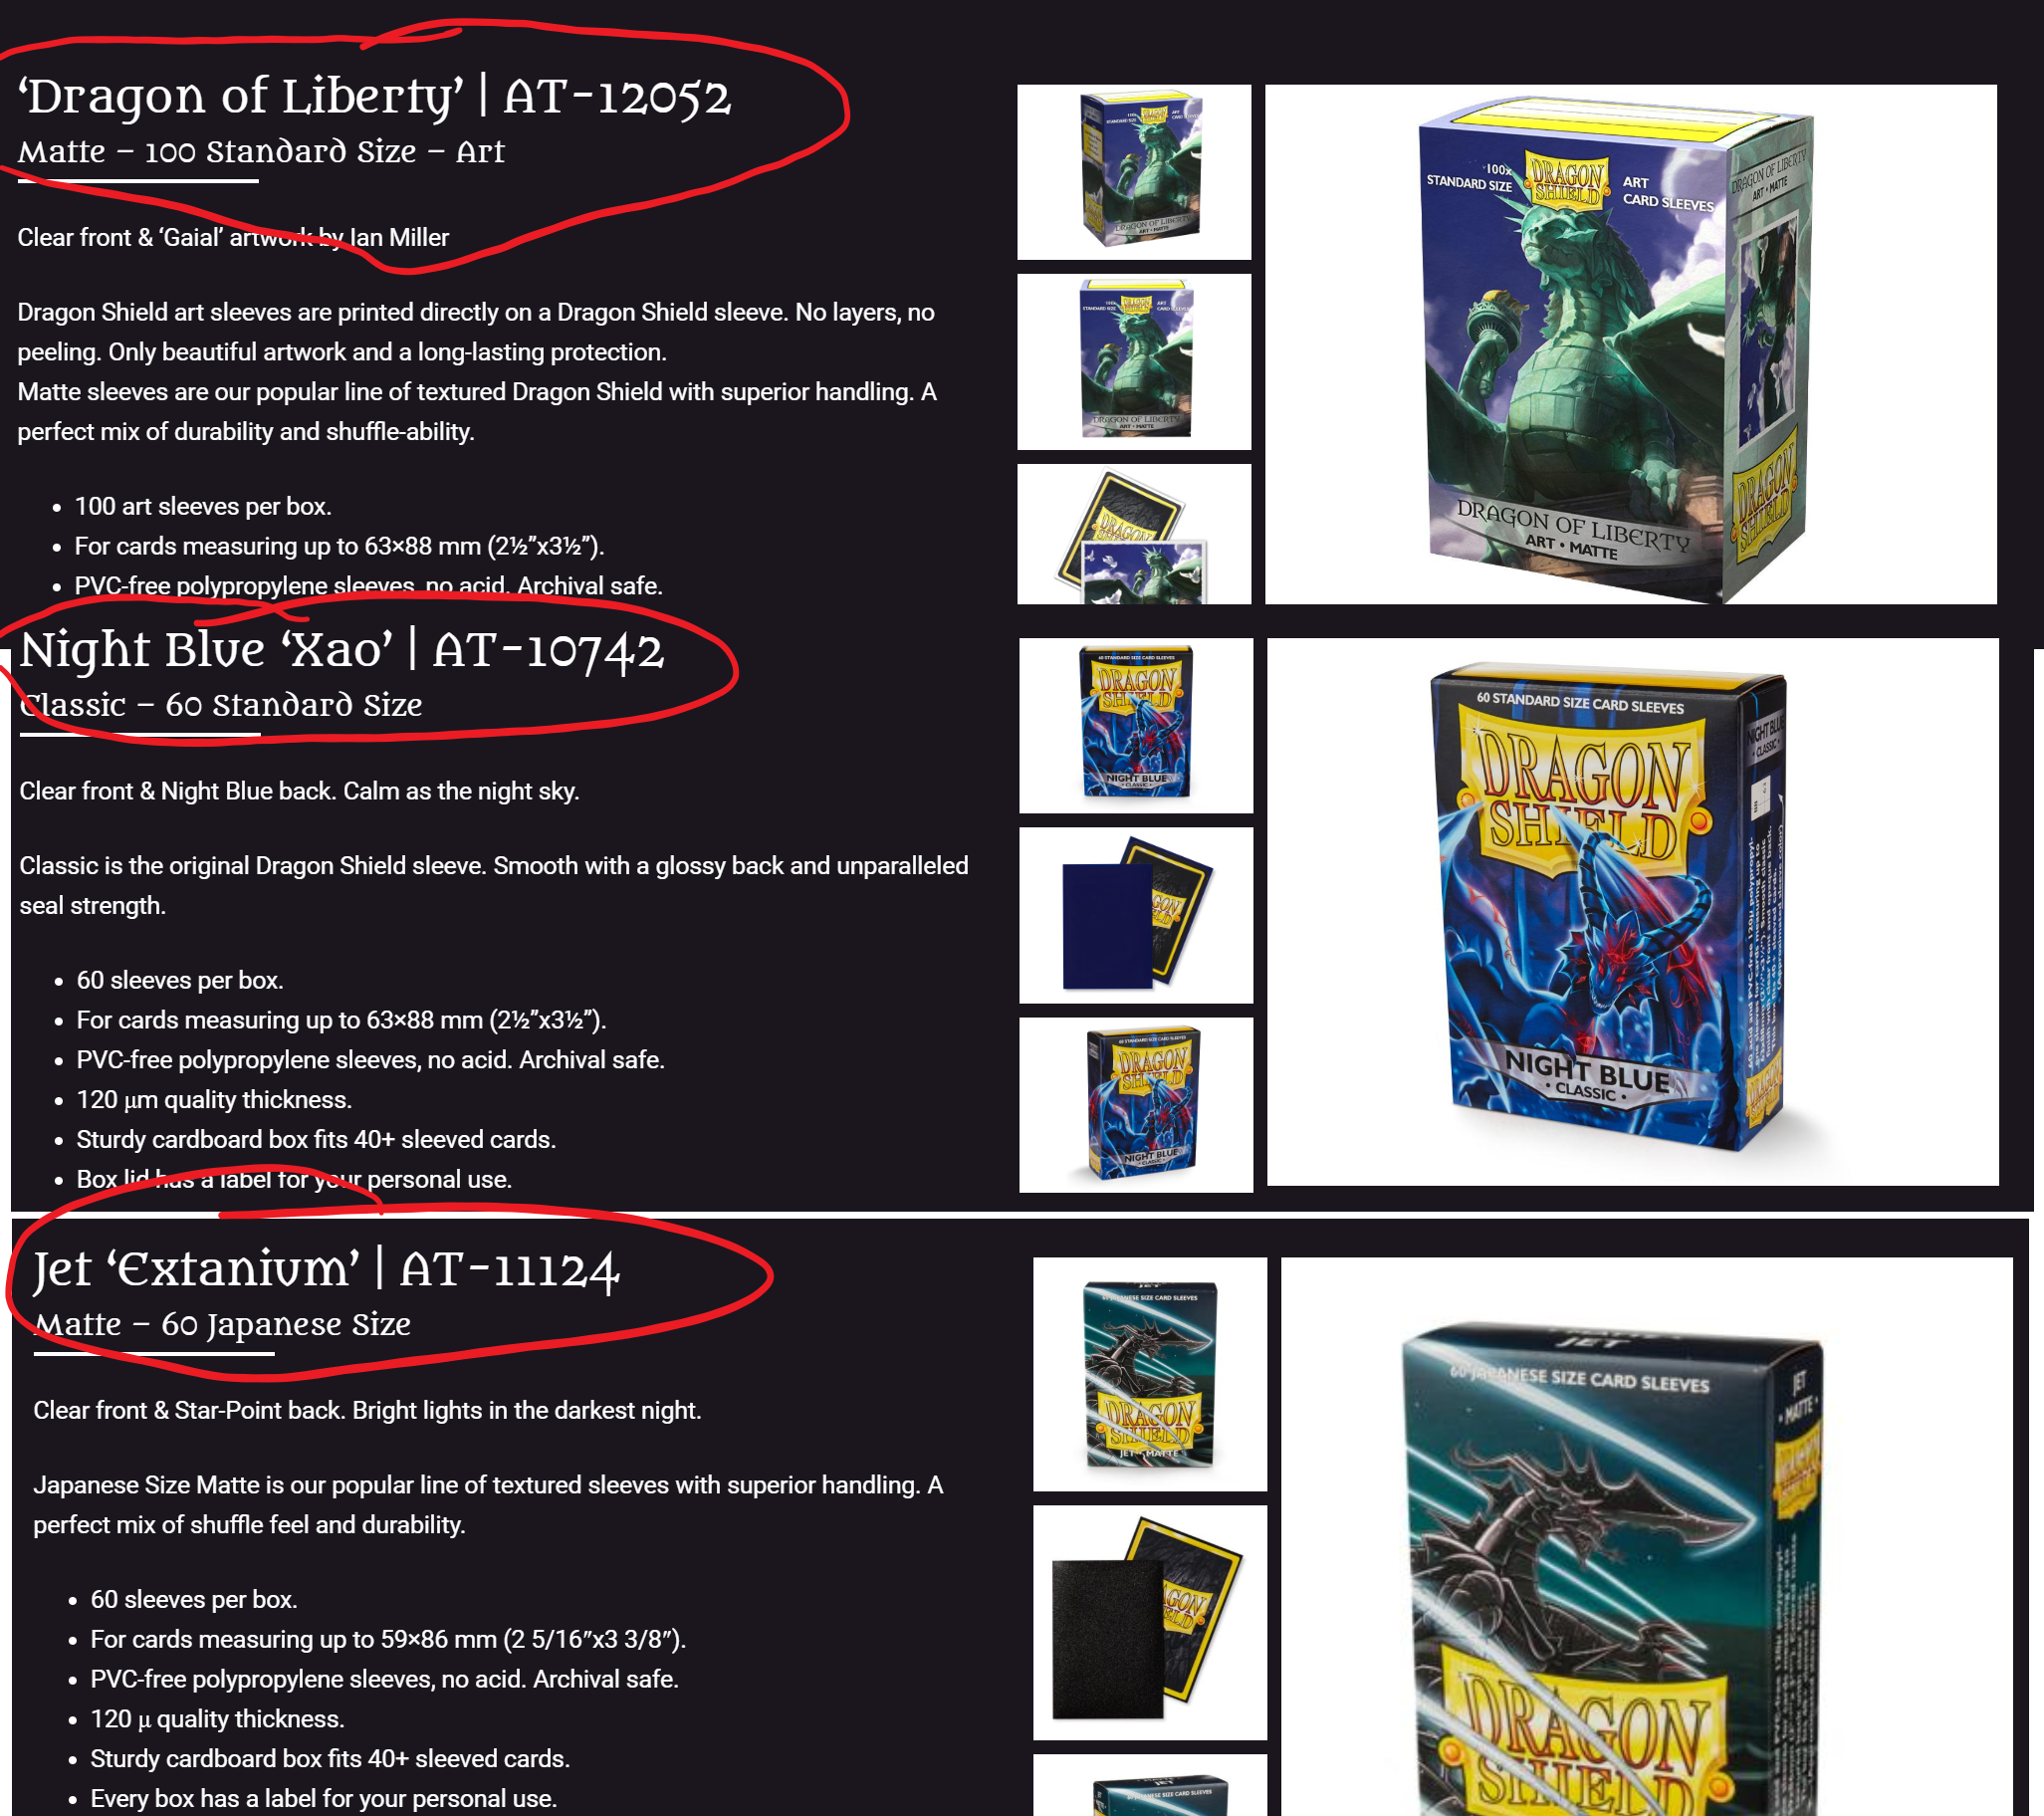 ‘Dragon of Liberty’ | AT-12052
Matte – 100 Standard Size – Art
Clear front & ‘Gaial’ artwork by Ian Miller
Dragon Shield art sleeves are printed directly on a Dragon Shield sleeve. No layers, no
peeling. Only beautiful artwork and a long-lasting protection.
Matte sleeves are our popular line of textured Dragon Shield with superior handling. A
perfect mix of durability and shuffle-ability.
• 100 art sleeves per box.
• For cards measuring up to 63×88 mm (2½”x3½”).
• PVC-free polypropylene sleeves, no acid. Archival safe.
100x
STANDARD SIZE
DRAGON
SHIELD
ART
CARD SLEEVES
DRAGON OF LIBERTY
ART • MATTE
DRAGON OF LIBERTY
ART • MATTE
DRAGON
SHIELD
Night Blue ‘Xao’ | AT-10742
Classic – 60 Standard Size
Clear front & Night Blue back. Calm as the night sky.
Classic is the original Dragon Shield sleeve. Smooth with a glossy back and unparalleled
seal strength.
• 60 sleeves per box.
• For cards measuring up to 63×88 mm (2½”x3½”).
• PVC-free polypropylene sleeves, no acid. Archival safe.
• 120 μm quality thickness.
• Sturdy cardboard box fits 40+ sleeved cards.
• Box lid has a label for your personal use.
60 STANDARD SIZE CARD SLEEVES
DRAGON
SHIELD
NIGHT BLUE
• CLASSIC •
NIGHT BLUE
• CLASSIC •
Jet ‘Extanium’ | AT-11124
Matte – 60 Japanese Size
Clear front & Star-Point back. Bright lights in the darkest night.
Japanese Size Matte is our popular line of textured sleeves with superior handling. A
perfect mix of shuffle feel and durability.
• 60 sleeves per box.
• For cards measuring up to 59×86 mm (2 5/16″x3 3/8″).
• PVC-free polypropylene sleeves, no acid. Archival safe.
• 120 μ quality thickness.
• Sturdy cardboard box fits 40+ sleeved cards.
• Every box has a label for your personal use.
JET
60 JAPANESE SIZE CARD SLEEVES
JET
• MATTE •
DRAGON
SHIELD